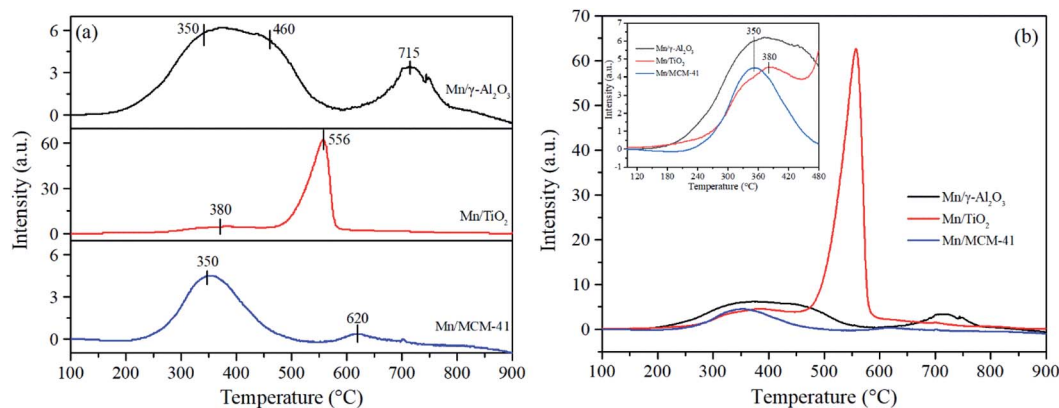 (a)
350
460
715
Mn/γ-Al₂O₃
6
3
0
556
380
Mn/TiO₂
60
30
0
350
620
Mn/MCM-41
6
3
0
Intensity (a.u.)
100 200 300 400 500 600 700 800 900
Temperature (°C)
(b)
70
60
50
40
30
20
10
0
Intensity (a.u.)
100 200 300 400 500 600 700 800 900
Temperature (°C)
Mn/γ-Al₂O₃
Mn/TiO₂
Mn/MCM-41
7
6
5
4
3
2
1
0
-1
Intensity (a.u.)
Mn/γ-Al₂O₃
Mn/TiO₂
Mn/MCM-41
350
380
120 180 240 300 360 420 480
Temperature (°C)